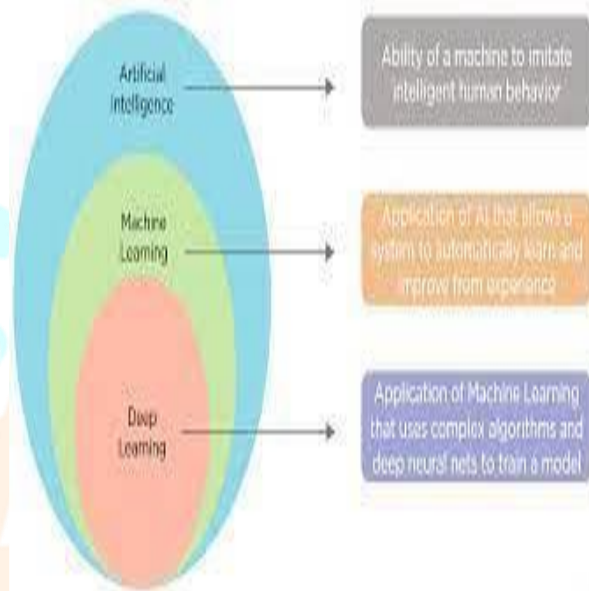 Artificial
Intelligence
Ability of a machine to imitate
intelligent human behavior
Machine
Learning
Application of AI that allows a
system to automatically learn and
improve from experience
Deep
Learning
Application of Machine Learning
that uses complex algorithms and
deep neural nets to train a model